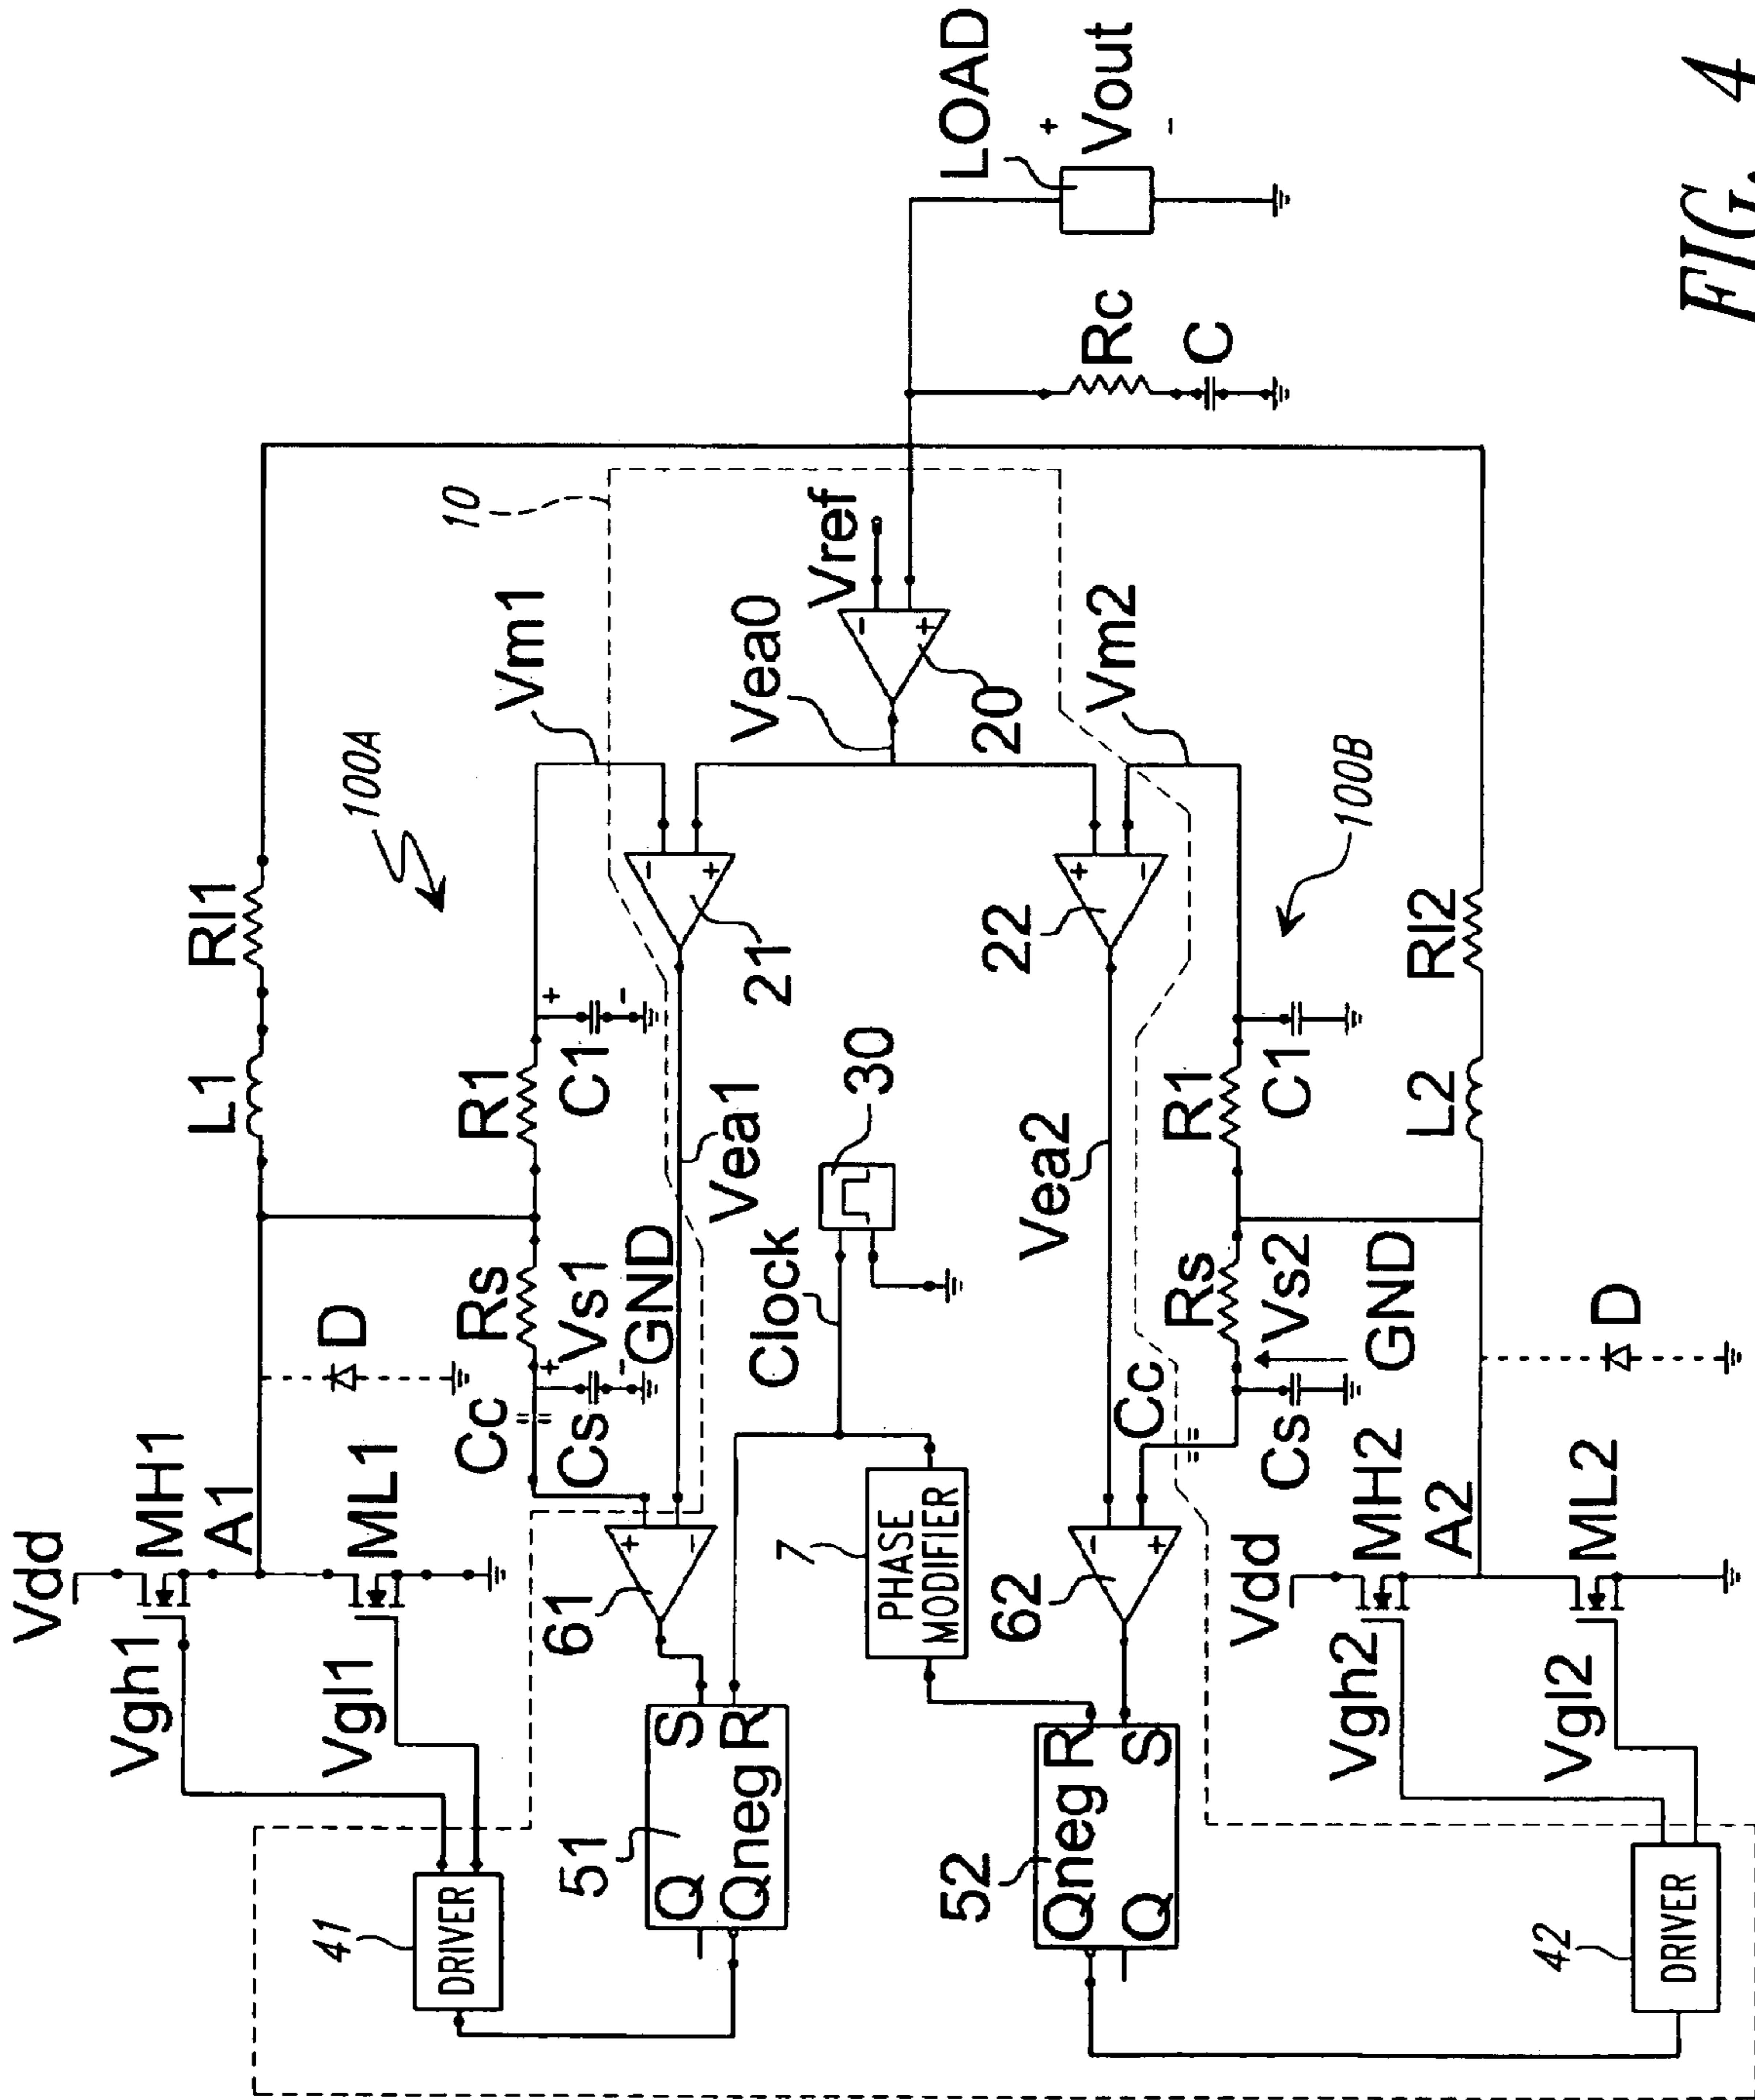 Vdd
Vgh1
MH1
A1
Vgl1
ML1
D
L1
Rl1
100A
Cc
Rs
R1
Vm1
10
Cs
+
Vs1
-
GND
C1
+
-
41
DRIVER
51
Q
S
Qneg R
61
+
-
Vea1
21
-
+
Clock
30
7
PHASE
MODIFIER
Vea0
Vref
-
+
20
LOAD
+
Vout
-
Rc
C
52
Qneg R
Q
S
62
-
+
Vea2
22
+
-
Vm2
Cc
Rs
R1
Cs
Vs2
GND
C1
100B
Vdd
Vgh2
MH2
A2
Vgl2
ML2
D
L2
Rl2
42
DRIVER
FIG. 4